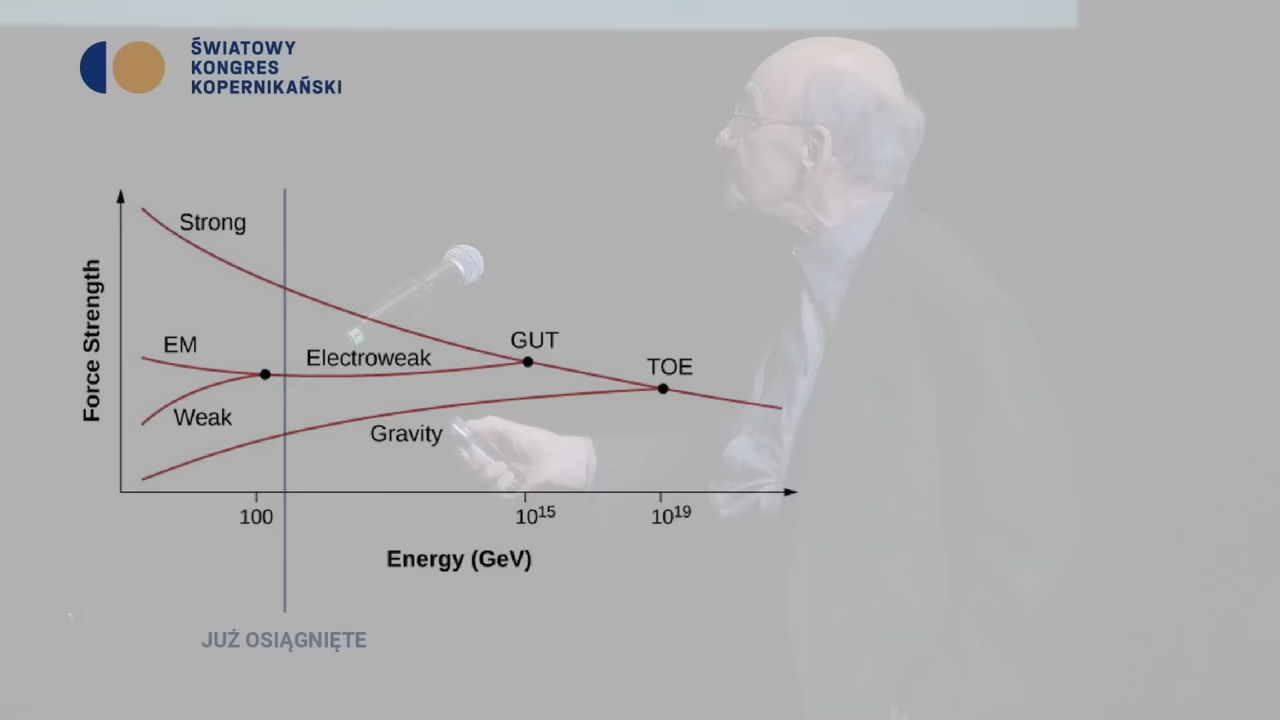 ŚWIATOWY
KONGRES
KOPERNIKAŃSKI
Strong
EM
Weak
Electroweak
GUT
TOE
Gravity
Force Strength
100
10¹⁵
10¹⁹
Energy (GeV)
JUŻ OSIĄGNIĘTE